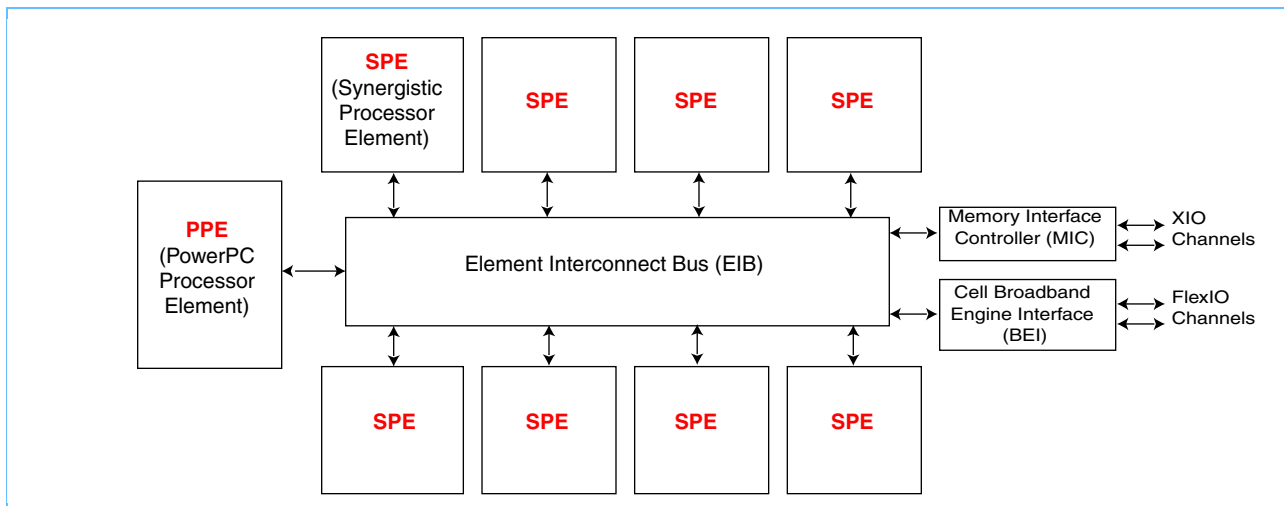 SPE
(Synergistic
Processor
Element)
SPE
SPE
SPE
PPE
(PowerPC
Processor
Element)
Element Interconnect Bus (EIB)
Memory Interface
Controller (MIC)
XIO
Channels
Cell Broadband
Engine Interface
(BEI)
FlexIO
Channels
SPE
SPE
SPE
SPE